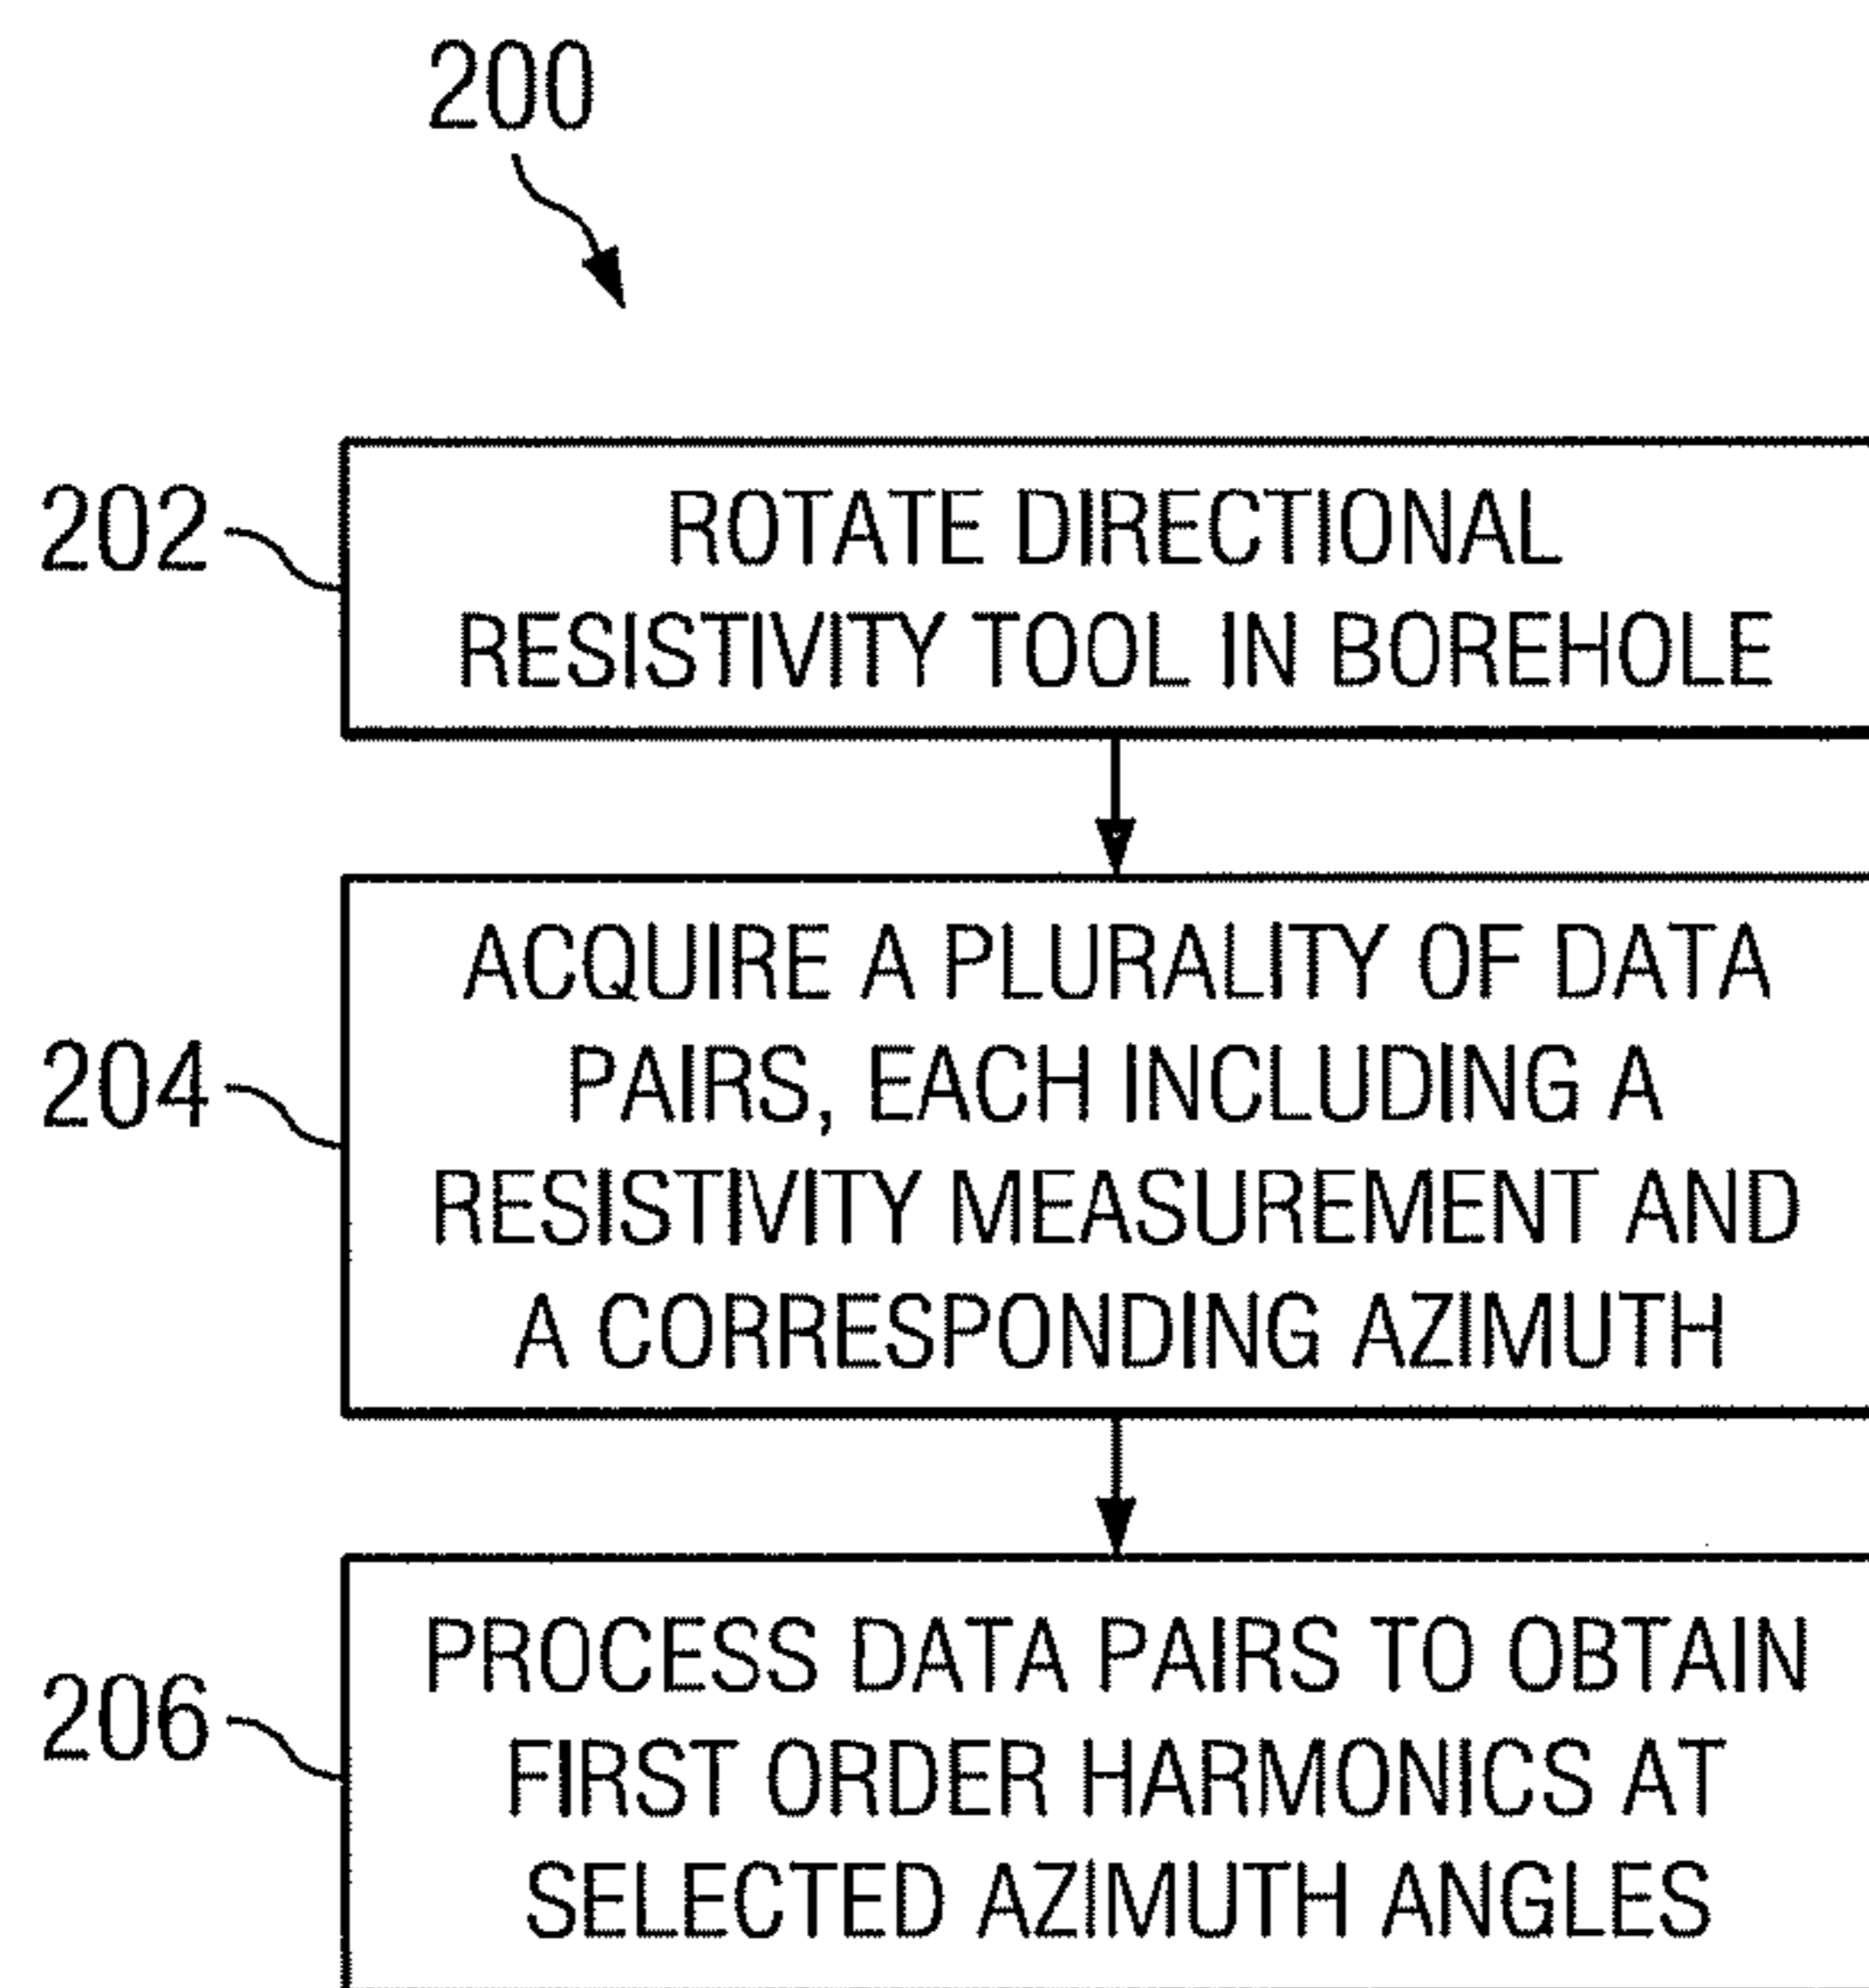 200
202
ROTATE DIRECTIONAL
RESISTIVITY TOOL IN BOREHOLE
204
ACQUIRE A PLURALITY OF DATA
PAIRS, EACH INCLUDING A
RESISTIVITY MEASUREMENT AND
A CORRESPONDING AZIMUTH
206
PROCESS DATA PAIRS TO OBTAIN
FIRST ORDER HARMONICS AT
SELECTED AZIMUTH ANGLES